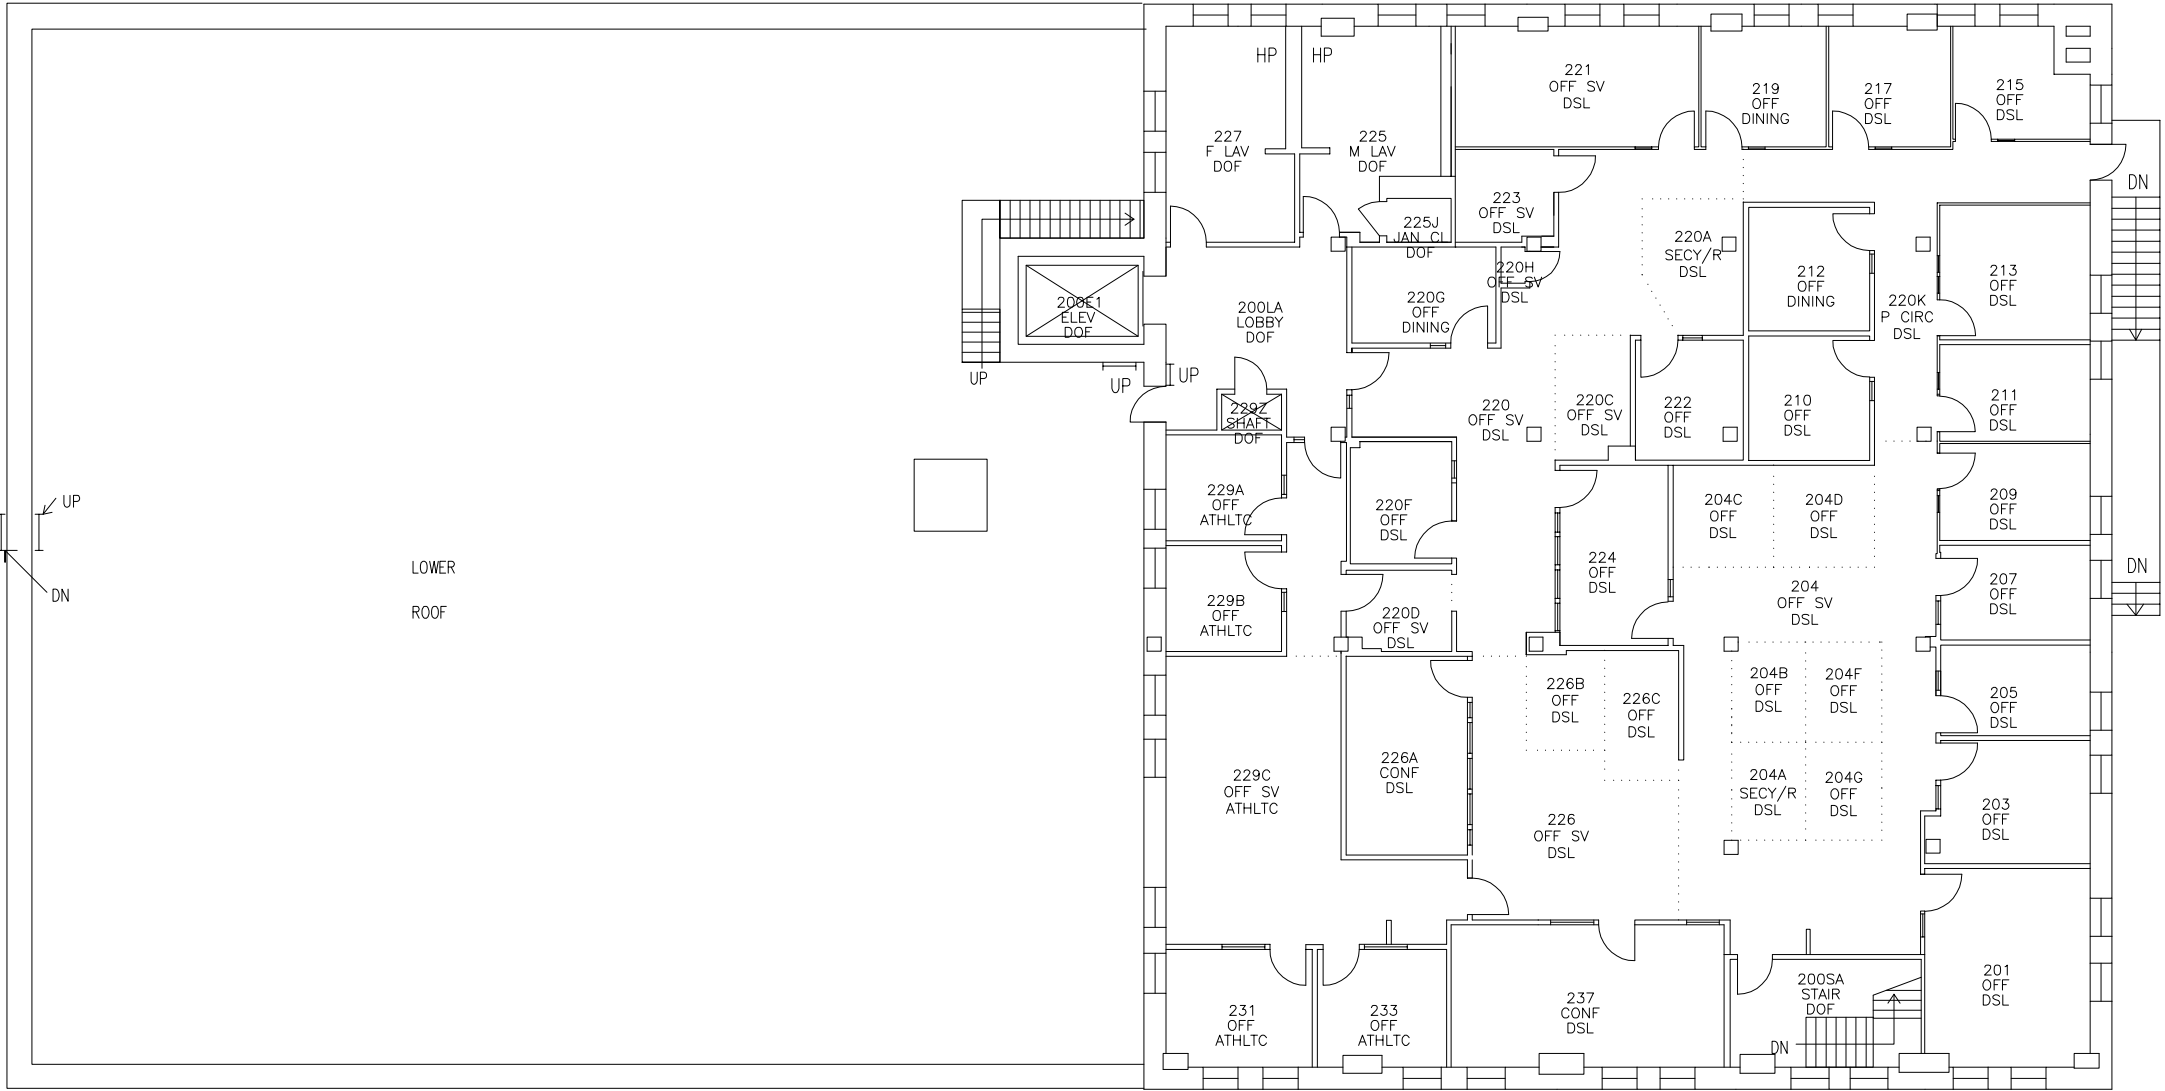 HP
HP
221
OFF SV
DSL
219
OFF
DINING
217
OFF
DSL
215
OFF
DSL
227
F LAV
DOF
225
M LAV
DOF
DN
223
OFF SV
DSL
225J
JAN CL
DOF
220A
SECY/R
DSL
220H
OFF SV
DSL
212
OFF
DINING
213
OFF
DSL
200E1
ELEV
DOF
200LA
LOBBY
DOF
220G
OFF
DINING
220K
P CIRC
DSL
UP
UP
UP
229Z
SHAFT
DOF
220
OFF SV
DSL
220C
OFF SV
DSL
222
OFF
DSL
210
OFF
DSL
211
OFF
DSL
UP
229A
OFF
ATHLTC
220F
OFF
DSL
204C
OFF
DSL
204D
OFF
DSL
209
OFF
DSL
LOWER
ROOF
DN
224
OFF
DSL
DN
207
OFF
DSL
229B
OFF
ATHLTC
220D
OFF SV
DSL
204
OFF SV
DSL
226B
OFF
DSL
226C
OFF
DSL
204B
OFF
DSL
204F
OFF
DSL
205
OFF
DSL
229C
OFF SV
ATHLTC
226A
CONF
DSL
204A
SECY/R
DSL
204G
OFF
DSL
203
OFF
DSL
226
OFF SV
DSL
231
OFF
ATHLTC
233
OFF
ATHLTC
237
CONF
DSL
200SA
STAIR
DOF
DN
201
OFF
DSL